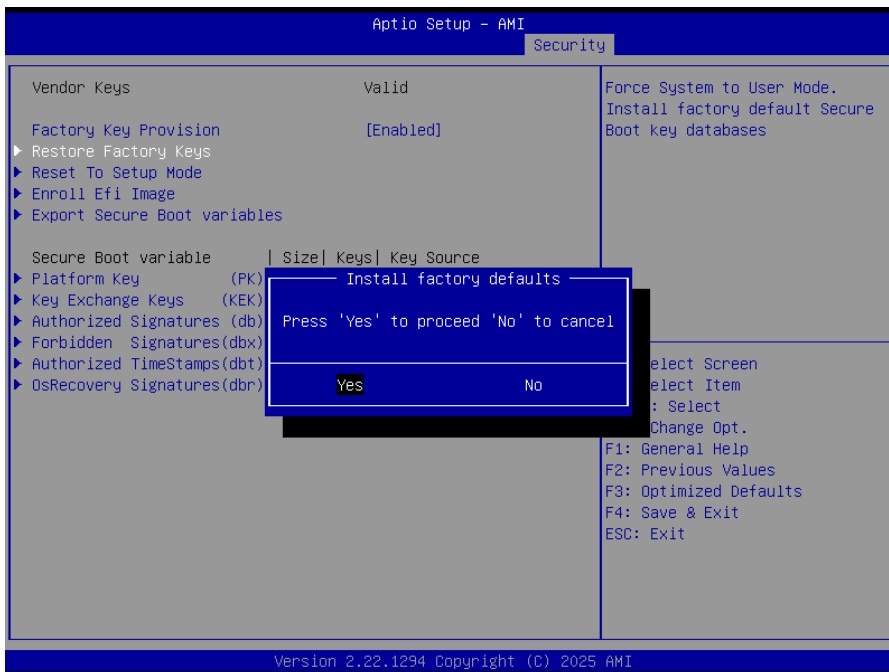 Aptio Setup - AMI
Security
Vendor Keys Valid
Factory Key Provision [Enabled]
Restore Factory Keys
Reset To Setup Mode
Enroll Efi Image
Export Secure Boot variables
Secure Boot variable | Size| Keys| Key Source
Platform Key (PK)
Key Exchange Keys (KEK)
Authorized Signatures (db)
Forbidden Signatures(dbx)
Authorized TimeStamps(dbt)
OsRecovery Signatures(dbr)
Install factory defaults
Press 'Yes' to proceed 'No' to cancel
Yes No
Force System to User Mode.
Install factory default Secure
Boot key databases
elect Screen
elect Item
: Select
Change Opt.
F1: General Help
F2: Previous Values
F3: Optimized Defaults
F4: Save & Exit
ESC: Exit
Version 2.22.1294 Copyright (C) 2025 AMI